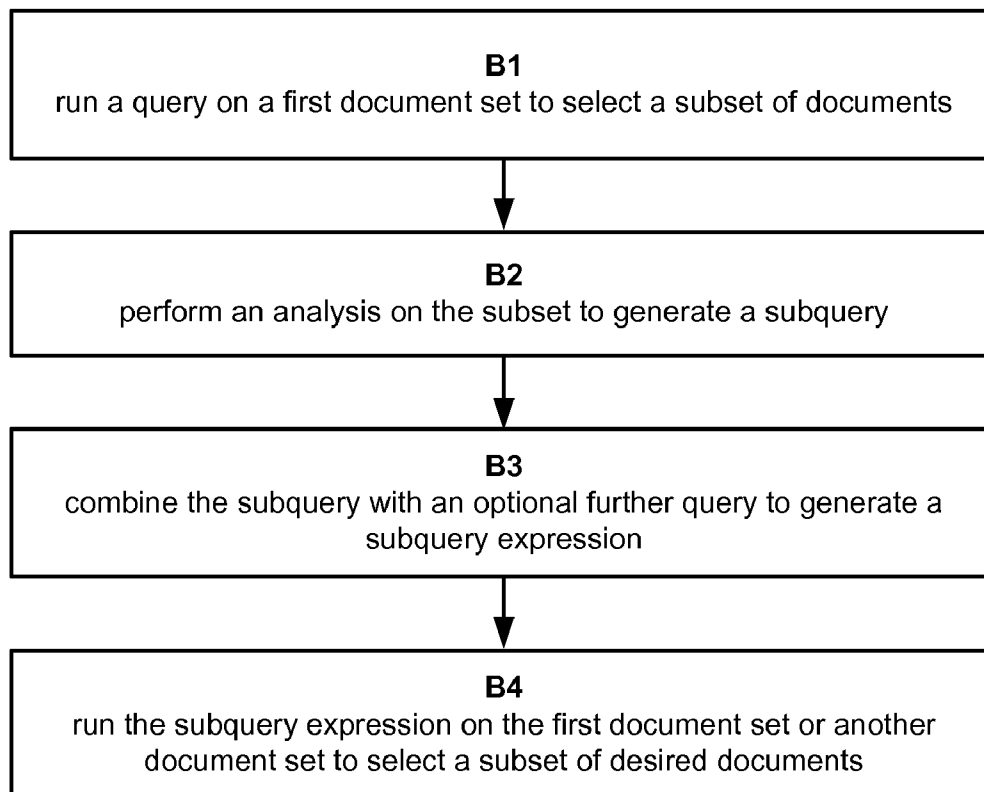 B1
run a query on a first document set to select a subset of documents
B2
perform an analysis on the subset to generate a subquery
B3
combine the subquery with an optional further query to generate a
subquery expression
B4
run the subquery expression on the first document set or another
document set to select a subset of desired documents